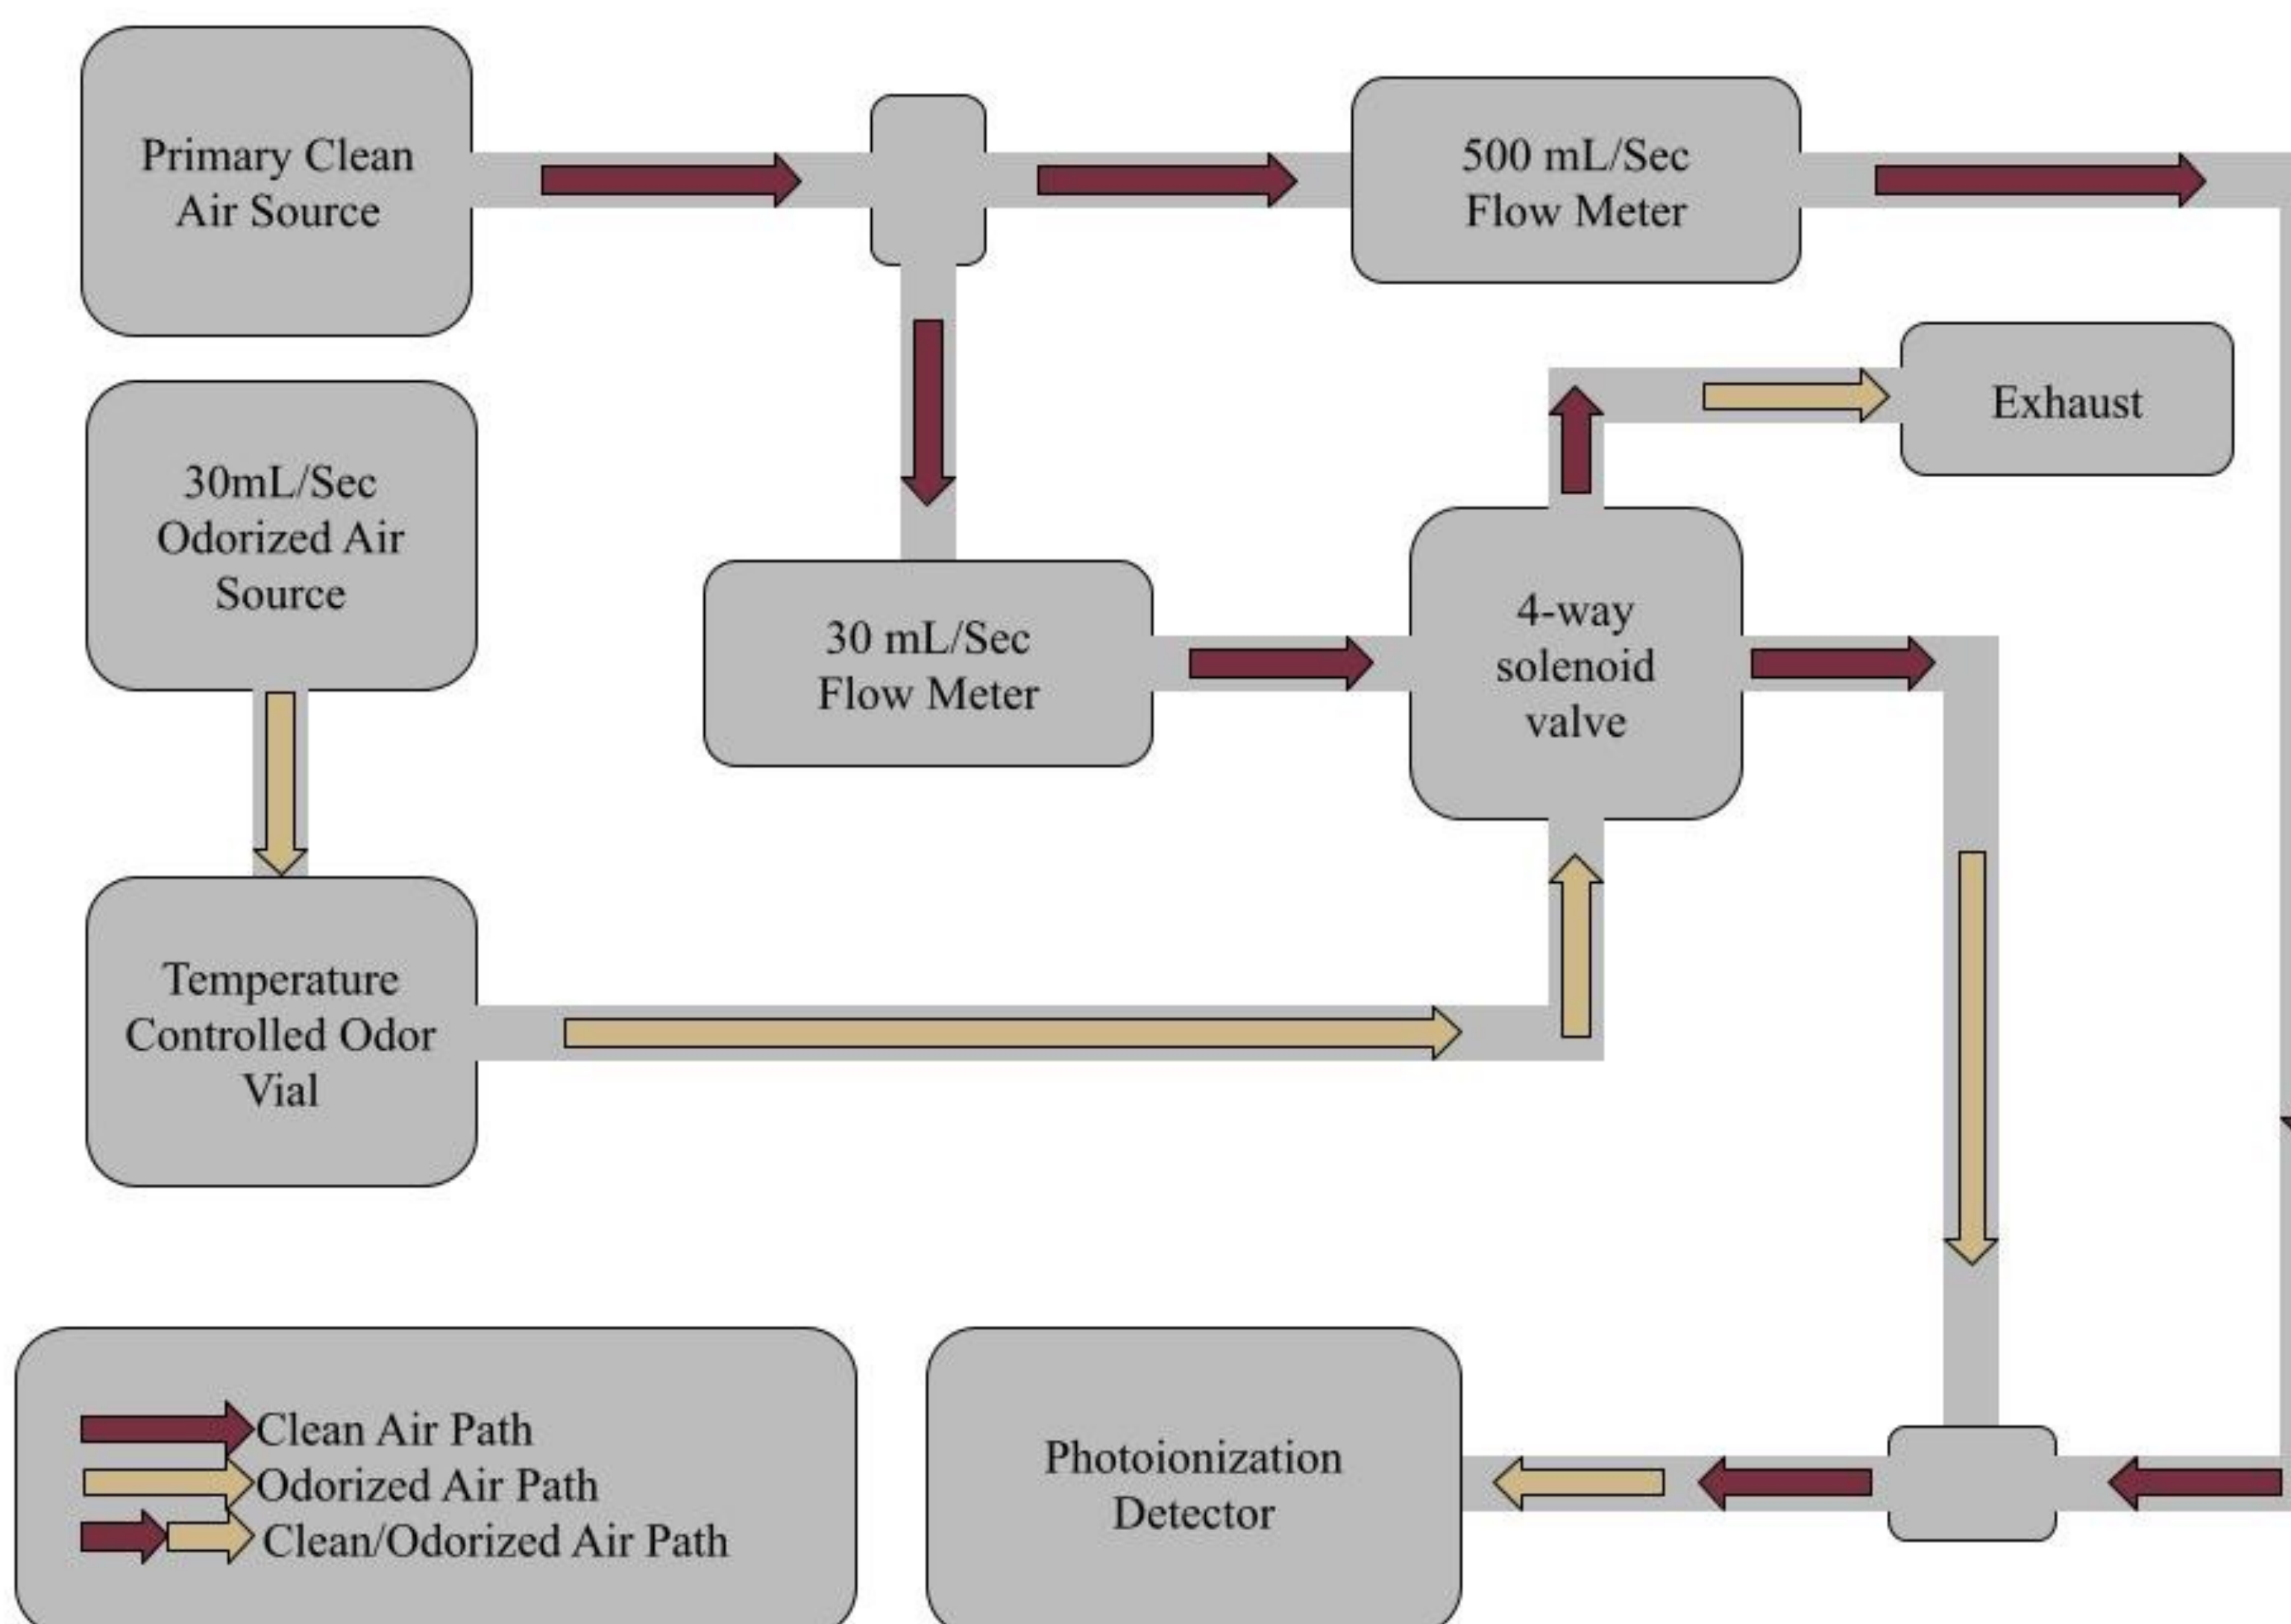 Primary Clean
Air Source
500 mL/Sec
Flow Meter
Exhaust
30mL/Sec
Odorized Air
Source
30 mL/Sec
Flow Meter
4-way
solenoid
valve
Temperature
Controlled Odor
Vial
Clean Air Path
Odorized Air Path
Clean/Odorized Air Path
Photoionization
Detector